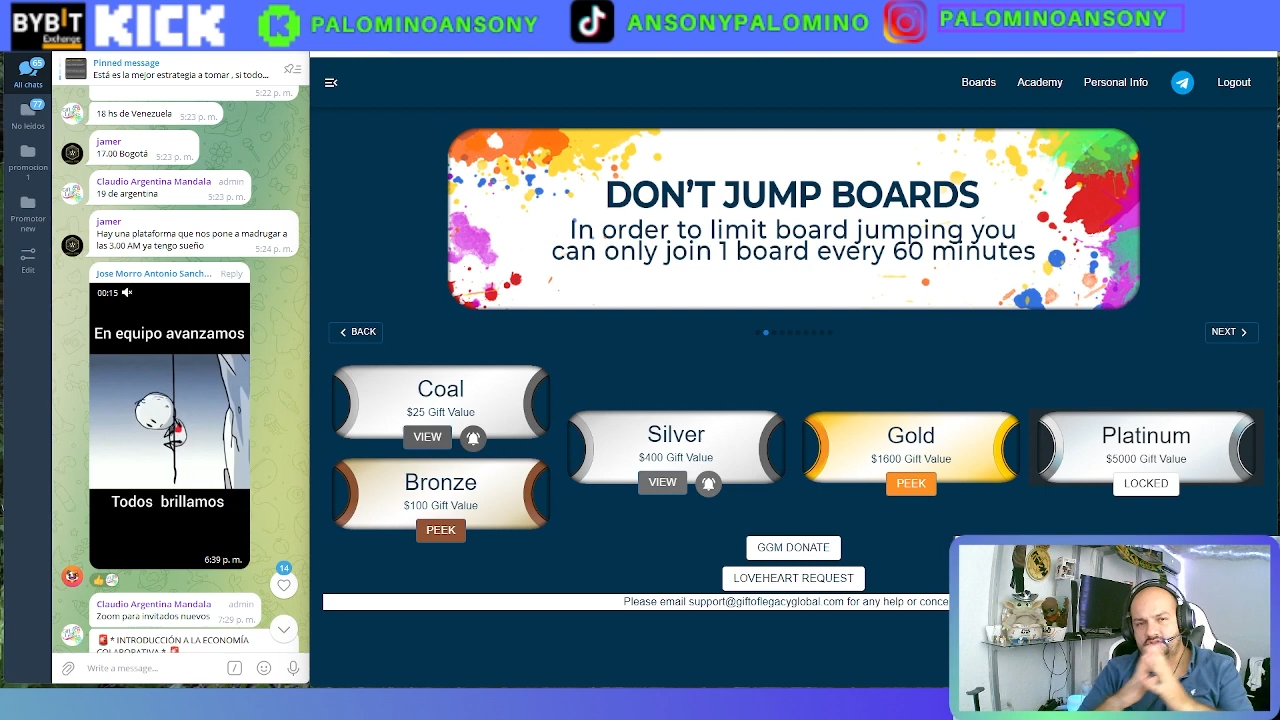 BYBIT
Exchange
KICK
PALOMINOANSONY
ANSONYPALOMINO
PALOMINOANSONY
65
All chats
77
No leídos
promocion
1
Promotor
new
Edit
Pinned message
Está es la mejor estrategia a tomar , siendo...
5:22 p. m.
18 hs de Venezuela
5:23 p. m.
jamer
17.00 Bogotá
5:23 p. m.
Claudio Argentina Mandala admin
19 de argentina
5:23 p. m.
jamer
Hay una plataforma que nos pone a madrugar a
las 3.00 AM ya tengo sueño
5:24 p. m.
Jose Morro Antonio Sanch... Reply
00:15
En equipo avanzamos
Todos brillamos
6:39 p. m.
14
Claudio Argentina Mandala admin
Zoom para invitados nuevos
7:29 p. m.
* INTRODUCCIÓN A LA ECONOMÍA
COLABORATIVA *
Write a message...
Boards
Academy
Personal Info
Logout
DON'T JUMP BOARDS
In order to limit board jumping you
can only join 1 board every 60 minutes
BACK
NEXT
Coal
$25 Gift Value
VIEW
Bronze
$100 Gift Value
PEEK
Silver
$400 Gift Value
VIEW
Gold
$1600 Gift Value
PEEK
Platinum
$5000 Gift Value
LOCKED
GGM DONATE
LOVEHEART REQUEST
Please email support@giftoflegacyglobal.com for any help or conce